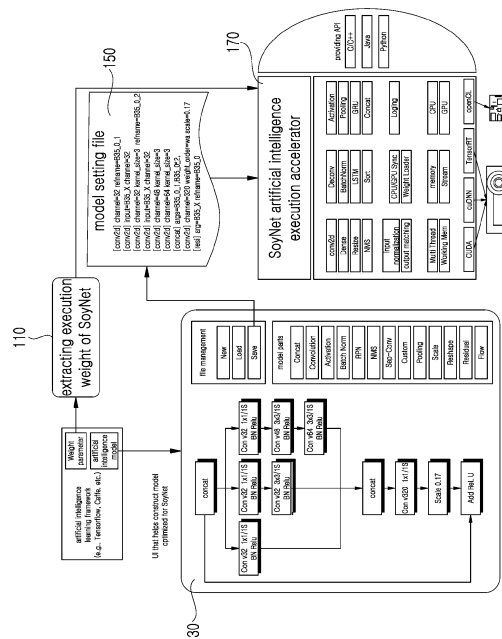 110
extracting execution
weight of SoyNet
Weight
parameter
artificial intelligence
model
artificial intelligence
learning framework
(e.g., Tensorflow, Caffe, etc.)
150
model setting file
[conv2d] channel=32 refname=B35_0_1
[conv2d] input=B35_X channel=32
[conv2d] channel=32 kernel_size=3 refname=B35_0_2
[conv2d] input=B35_X channel=32
[conv2d] channel=48 kernel_size=3
[conv2d] channel=64 kernel_size=3
[conv2d] channel=320 weight_order=wa scale=0.17
[resi] arg=B35_X refname=B35_0
170
SoyNet artificial intelligence
execution accelerator
conv2d
Deconv
Activation
Dense
BatchNorm
Pooling
Resize
LSTM
GRU
NMS
Sort
Concat
Input
normalization
output matching
CPU/GPU Sync
Weight Loader
Loging
Multi Thread
Working Mem
memory
Stream
CPU
GPU
CUDA
cuDNN
TensorRT
openCL
providing API
C/C++
Java
Python
UI that helps construct model
optimized for SoyNet
30
concat
Con v32 1x1/1S
BN Relu
Con v32 1x1/1S
BN Relu
Con v32 1x1/1S
BN Relu
Con v32 3x3/1S
BN Relu
Con v48 3x3/1S
BN Relu
Con v64 3x3/1S
BN Relu
concat
Con v320 1x1/1S
Scale 0.17
Add Rel. U
file management
New
Load
Save
model parts
Concat
Convolution
Activation
Batch Norm
RPN
NMS
Sep-Conv
Custom
Pooling
Scale
Reshape
Residual
Flow